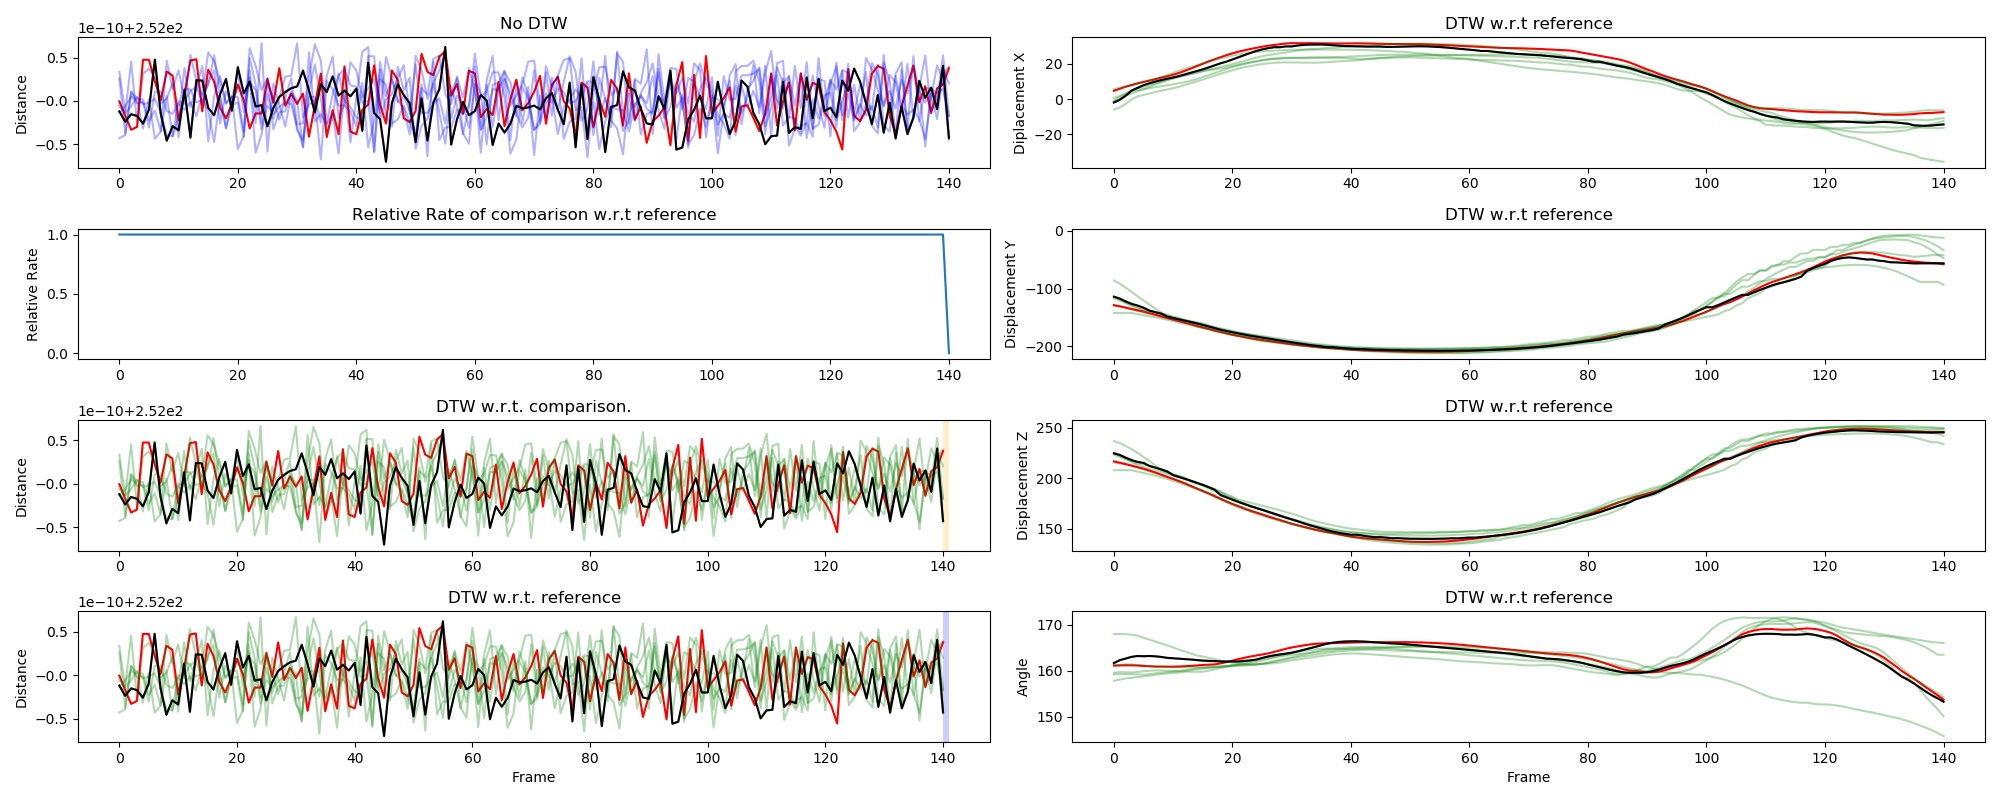 No DTW
1e−10+2.52e2
Distance
0.5
−0.0
−0.5
0 20 40 60 80 100 120 140
DTW w.r.t reference
Diplacement X
20
0
−20
0 20 40 60 80 100 120 140
Relative Rate of comparison w.r.t reference
Relative Rate
1.0
0.5
0.0
0 20 40 60 80 100 120 140
DTW w.r.t reference
Displacement Y
0
−100
−200
0 20 40 60 80 100 120 140
DTW w.r.t. comparison.
1e−10+2.52e2
Distance
0.5
−0.0
−0.5
0 20 40 60 80 100 120 140
DTW w.r.t reference
Displacement Z
250
200
150
0 20 40 60 80 100 120 140
DTW w.r.t. reference
1e−10+2.52e2
Distance
0.5
−0.0
−0.5
0 20 40 60 80 100 120 140
Frame
DTW w.r.t reference
Angle
170
160
150
0 20 40 60 80 100 120 140
Frame